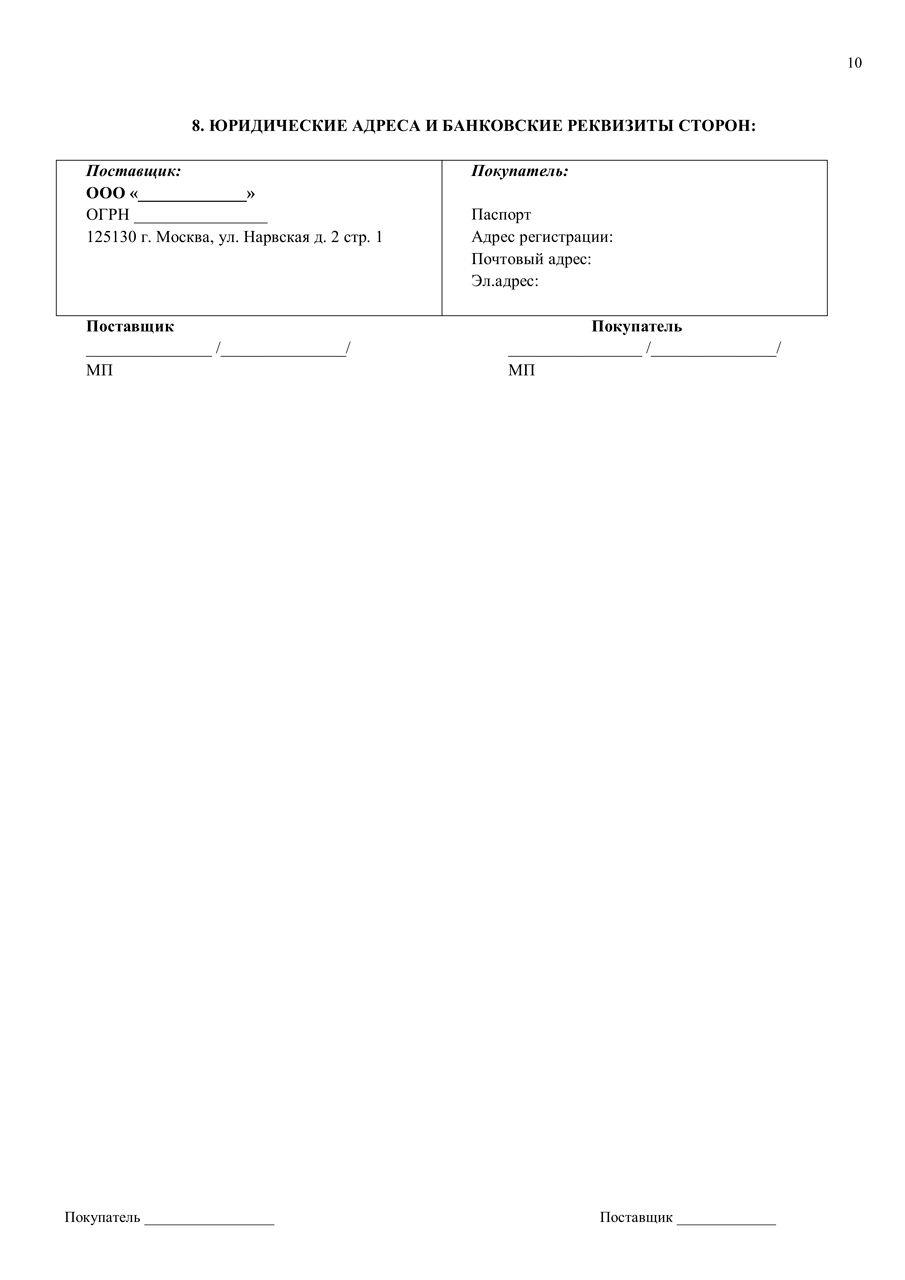 10
8. ЮРИДИЧЕСКИЕ АДРЕСА И БАНКОВСКИЕ РЕКВИЗИТЫ СТОРОН:
Поставщик:
ООО «_____________»
ОГРН ________________
125130 г. Москва, ул. Нарвская д. 2 стр. 1
Покупатель:
Паспорт
Адрес регистрации:
Почтовый адрес:
Эл.адрес:
Поставщик Покупатель
_______________ /_______________/ ________________ /_______________/
МП МП
Покупатель _________________ Поставщик _____________